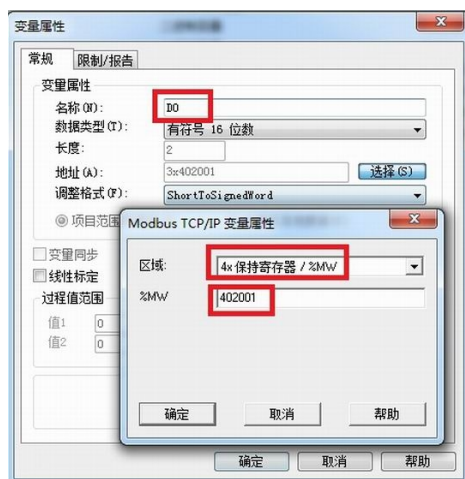 变量属性
常规 限制/报告
变量属性
名称(N): D0
数据类型(T): 有符号 16 位数
长度: 2
地址(A): 3x402001 选择(S)
调整格式(F): ShortToSignedWord
项目范围
Modbus TCP/IP 变量属性
变量同步
线性标定
区域: 4x 保持寄存器 / %MW
过程值范围
%MW 402001
值1 0
值2 0
确定 取消 帮助
确定 取消 帮助